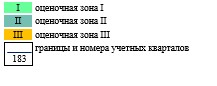 I оценочная зона I
II оценочная зона II
III оценочная зона III
границы и номера учетных кварталов
183